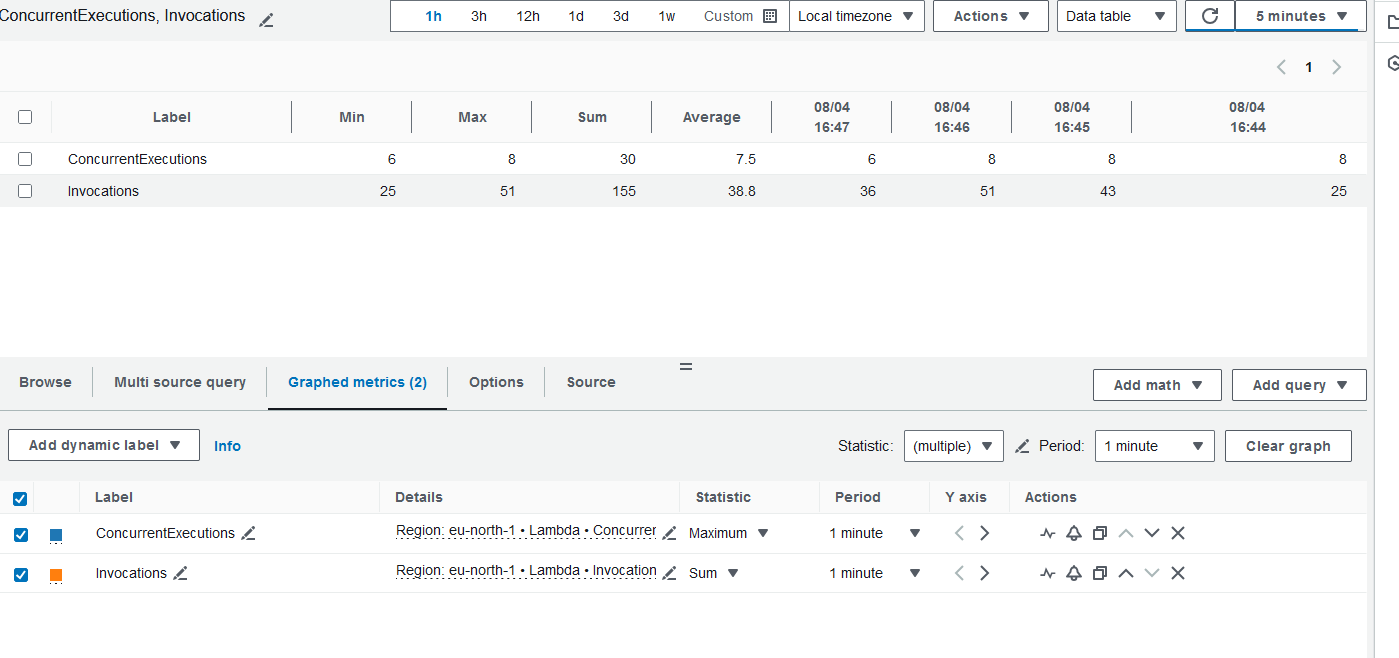 ConcurrentExecutions, Invocations 1h 3h 12h 1d 3d 1w Custom Local timezone Actions Data table 5 minutes
1
Label Min Max Sum Average 08/04 16:47 08/04 16:46 08/04 16:45 08/04 16:44
ConcurrentExecutions 6 8 30 7.5 6 8 8 8
Invocations 25 51 155 38.8 36 51 43 25
Browse Multi source query Graphed metrics (2) Options Source Add math Add query
Add dynamic label Info Statistic: (multiple) Period: 1 minute Clear graph
Label Details Statistic Period Y axis Actions
ConcurrentExecutions Region: eu-north-1 • Lambda • Concurrer Maximum 1 minute
Invocations Region: eu-north-1 • Lambda • Invocation Sum 1 minute